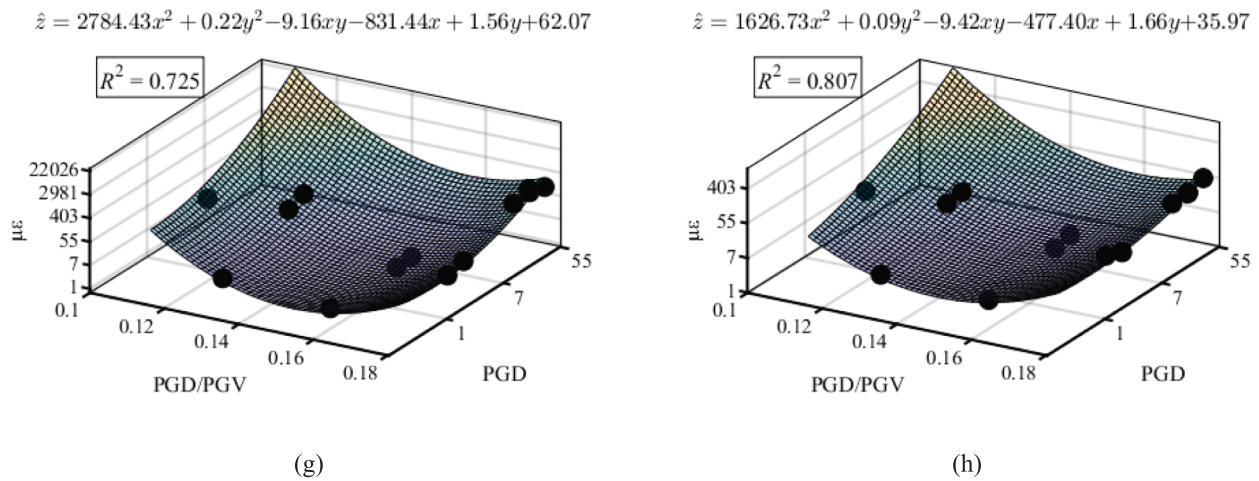 ẑ = 2784.43x² + 0.22y²−9.16xy−831.44x + 1.56y+62.07
R² = 0.725
22026
2981
403
55
7
1
με
0.1
0.12
0.14
0.16
0.18
PGD/PGV
1
7
55
PGD
(g)
ẑ = 1626.73x² + 0.09y²−9.42xy−477.40x + 1.66y+35.97
R² = 0.807
403
55
7
1
με
0.1
0.12
0.14
0.16
0.18
PGD/PGV
1
7
55
PGD
(h)